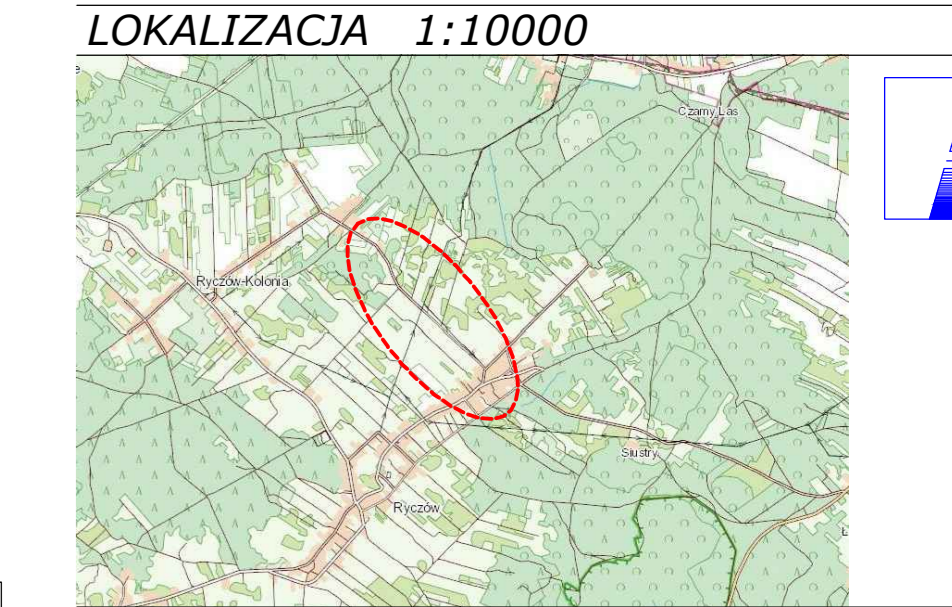 LOKALIZACJA 1:10000
Czarny Las
Ryczów-Kolonia
Siustry
Ryczów